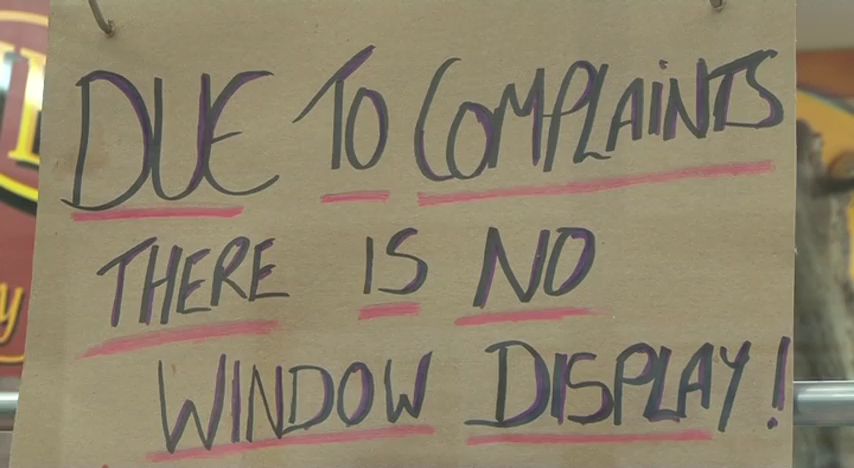 DUE TO COMPLAINTS
THERE IS NO
WINDOW DISPLAY!